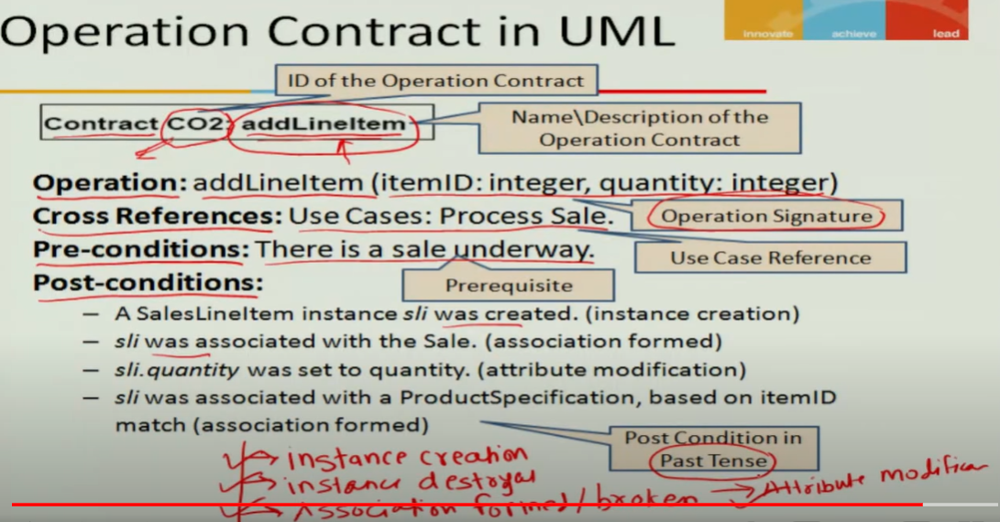 Operation Contract in UML
innovate achieve lead
ID of the Operation Contract
Contract CO2: addLineItem
Name\Description of the
Operation Contract
Operation: addLineItem (itemID: integer, quantity: integer)
Cross References: Use Cases: Process Sale.
Operation Signature
Pre-conditions: There is a sale underway.
Use Case Reference
Post-conditions:
Prerequisite
– A SalesLineItem instance sli was created. (instance creation)
– sli was associated with the Sale. (association formed)
– sli.quantity was set to quantity. (attribute modification)
– sli was associated with a ProductSpecification, based on itemID
match (association formed)
Post Condition in
Past Tense
instance creation
instance destroyed
Association formed/broken → Attribute modifica